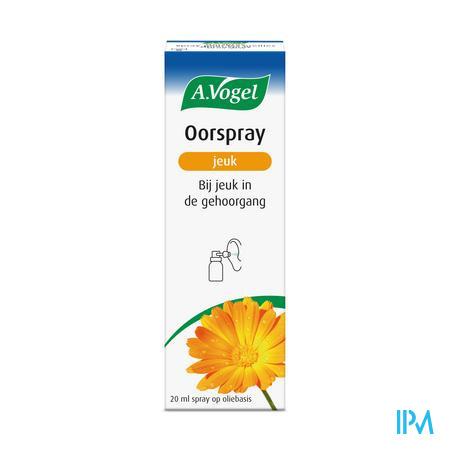 A.Vogel
Oorspray
jeuk
Bij jeuk in
de gehoorgang
20 ml spray op oliebasis
IPM